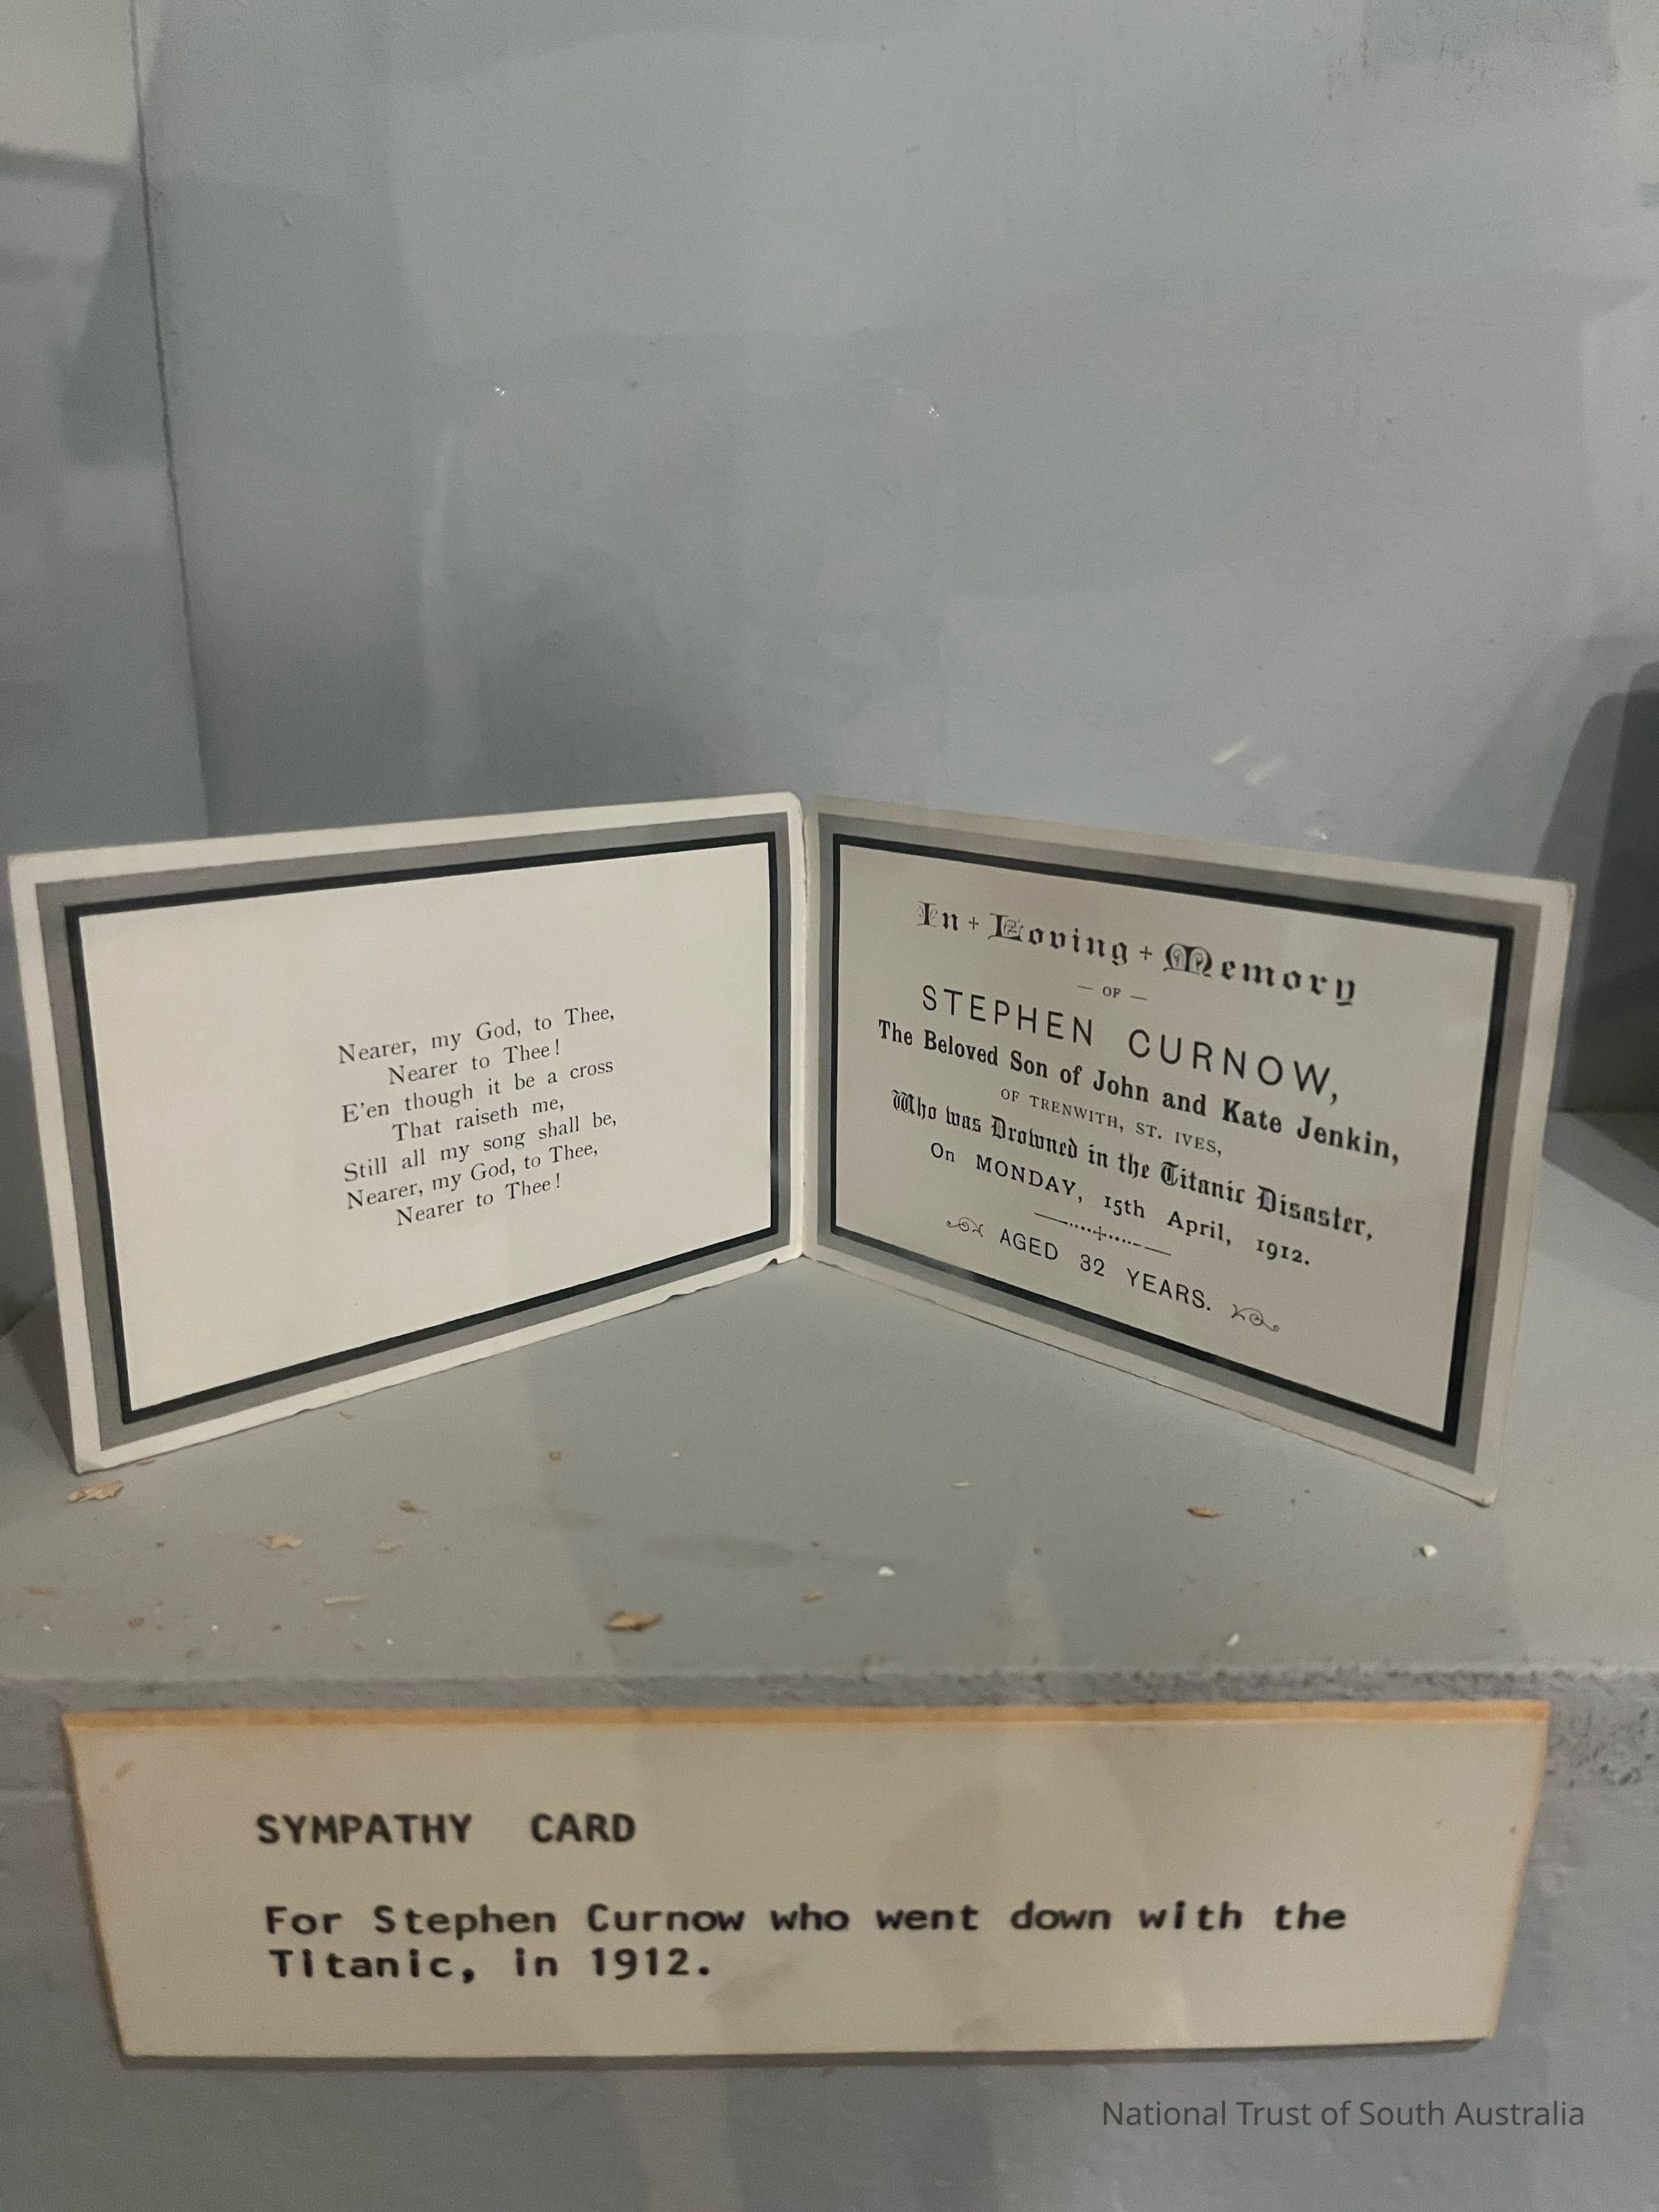 Nearer, my God, to Thee,
Nearer to Thee!
E'en though it be a cross
That raiseth me,
Still all my song shall be,
Nearer, my God, to Thee,
Nearer to Thee!
In + Loving + Memory
— OF —
STEPHEN CURNOW,
The Beloved Son of John and Kate Jenkin,
OF TRENWITH, ST. IVES,
Who was Drowned in the Titanic Disaster,
On MONDAY, 15th April, 1912.
AGED 32 YEARS.
SYMPATHY CARD
For Stephen Curnow who went down with the
Titanic, in 1912.
National Trust of South Australia